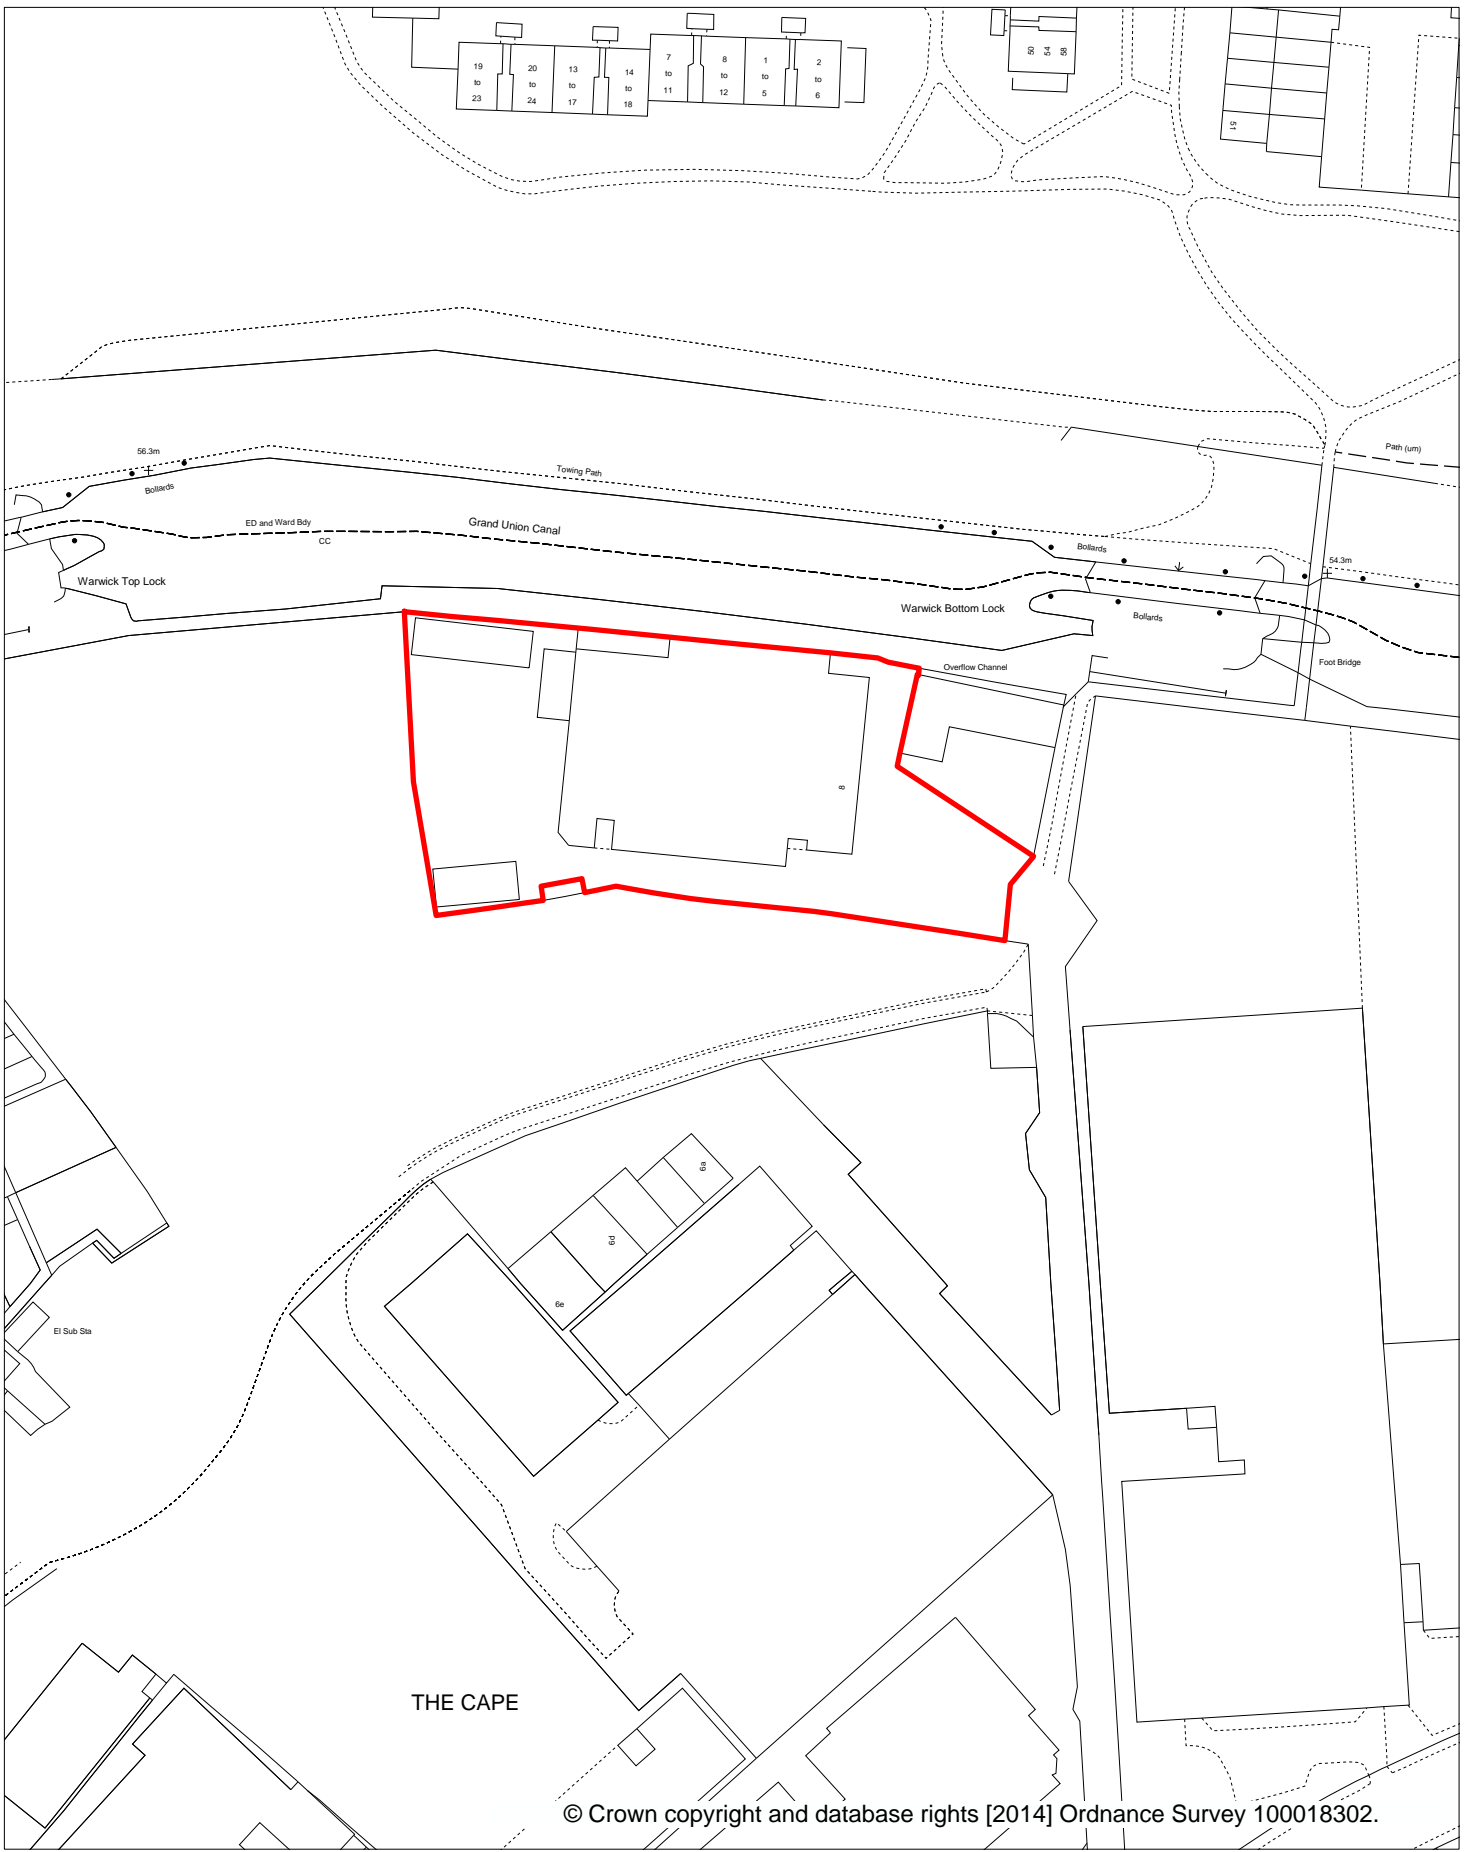 19
to
23
20
to
24
13
to
17
14
to
18
7
to
11
8
to
12
1
to
5
2
to
6
50
54
58
51
56.3m
Bollards
Towing Path
Path (um)
ED and Ward Bdy
CC
Grand Union Canal
Bollards
54.3m
Warwick Top Lock
Warwick Bottom Lock
Bollards
Overflow Channel
Foot Bridge
8
6a
6d
6e
El Sub Sta
THE CAPE
© Crown copyright and database rights [2014] Ordnance Survey 100018302.